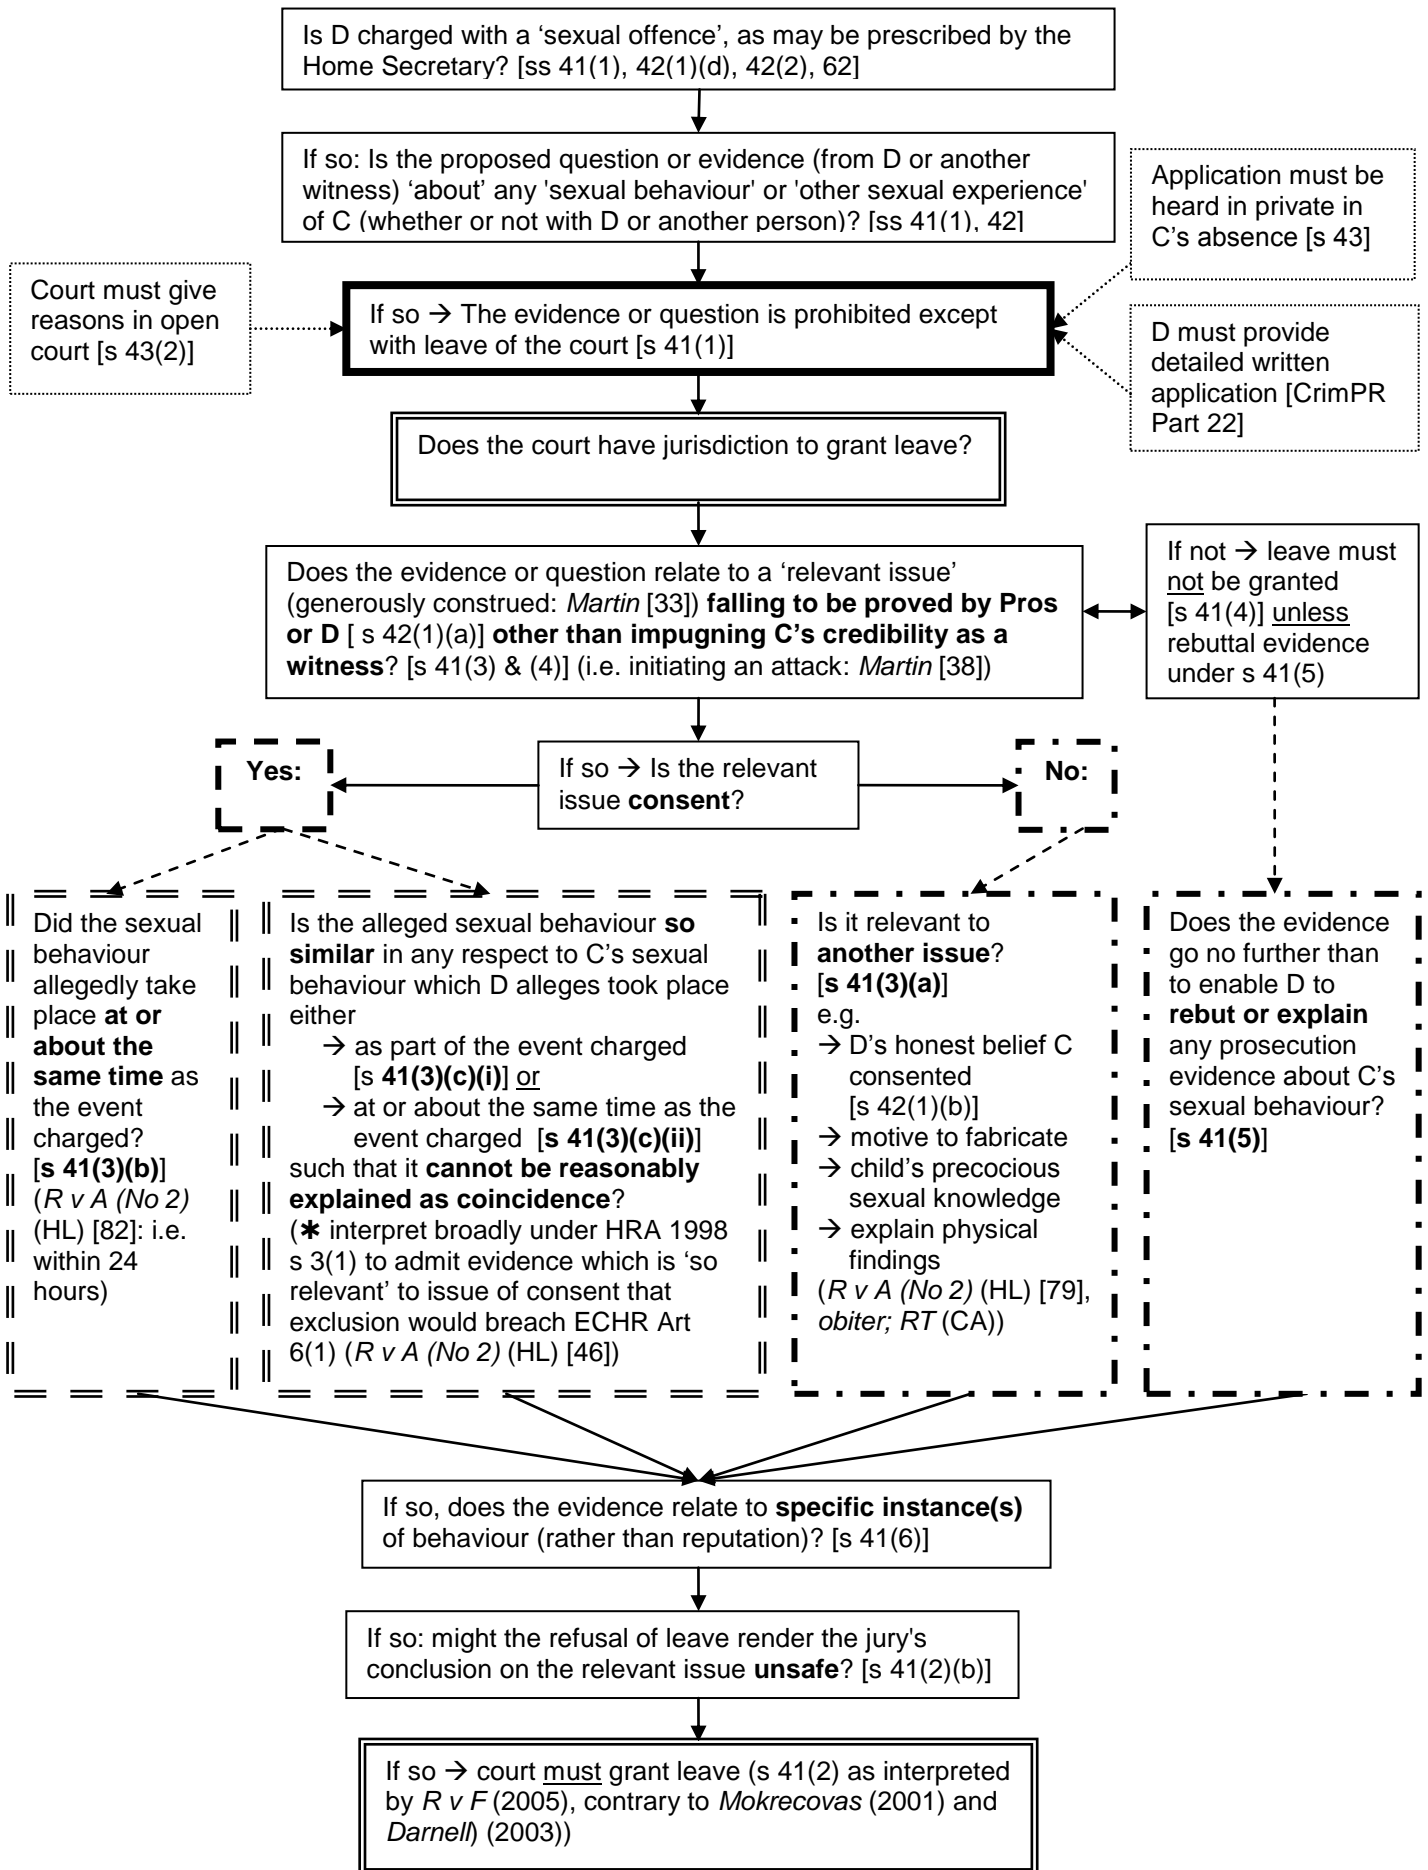 Is D charged with a ‘sexual offence’, as may be prescribed by the
Home Secretary? [ss 41(1), 42(1)(d), 42(2), 62]
If so: Is the proposed question or evidence (from D or another
witness) ‘about’ any 'sexual behaviour' or 'other sexual experience'
of C (whether or not with D or another person)? [ss 41(1), 42]
Application must be
heard in private in
C’s absence [s 43]
Court must give
reasons in open
court [s 43(2)]
If so → The evidence or question is prohibited except
with leave of the court [s 41(1)]
D must provide
detailed written
application [CrimPR
Part 22]
Does the court have jurisdiction to grant leave?
Does the evidence or question relate to a ‘relevant issue’
(generously construed: Martin [33]) falling to be proved by Pros
or D [ s 42(1)(a)] other than impugning C’s credibility as a
witness? [s 41(3) & (4)] (i.e. initiating an attack: Martin [38])
If not → leave must
not be granted
[s 41(4)] unless
rebuttal evidence
under s 41(5)
Yes:
If so → Is the relevant
issue consent?
No:
Did the sexual
behaviour
allegedly take
place at or
about the
same time as
the event
charged?
[s 41(3)(b)]
(R v A (No 2)
(HL) [82]: i.e.
within 24
hours)
Is the alleged sexual behaviour so
similar in any respect to C’s sexual
behaviour which D alleges took place
either
→ as part of the event charged
[s 41(3)(c)(i)] or
→ at or about the same time as the
event charged [s 41(3)(c)(ii)]
such that it cannot be reasonably
explained as coincidence?
(✱ interpret broadly under HRA 1998
s 3(1) to admit evidence which is ‘so
relevant’ to issue of consent that
exclusion would breach ECHR Art
6(1) (R v A (No 2) (HL) [46])
Is it relevant to
another issue?
[s 41(3)(a)]
e.g.
→ D’s honest belief C
consented
[s 42(1)(b)]
→ motive to fabricate
→ child’s precocious
sexual knowledge
→ explain physical
findings
(R v A (No 2) (HL) [79],
obiter; RT (CA))
Does the evidence
go no further than
to enable D to
rebut or explain
any prosecution
evidence about C’s
sexual behaviour?
[s 41(5)]
If so, does the evidence relate to specific instance(s)
of behaviour (rather than reputation)? [s 41(6)]
If so: might the refusal of leave render the jury's
conclusion on the relevant issue unsafe? [s 41(2)(b)]
If so → court must grant leave (s 41(2) as interpreted
by R v F (2005), contrary to Mokrecovas (2001) and
Darnell) (2003))